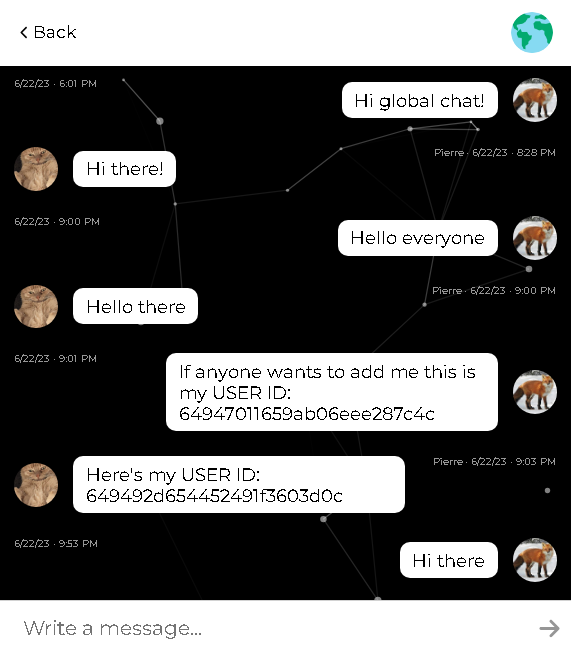 Back
6/22/23 · 6:01 PM
Hi global chat!
Pierre · 6/22/23 · 8:28 PM
Hi there!
6/22/23 · 9:00 PM
Hello everyone
Pierre · 6/22/23 · 9:00 PM
Hello there
6/22/23 · 9:01 PM
If anyone wants to add me this is
my USER ID:
64947011659ab06eee287c4c
Pierre · 6/22/23 · 9:03 PM
Here's my USER ID:
649492d654452491f3603d0c
6/22/23 · 9:53 PM
Hi there
Write a message...